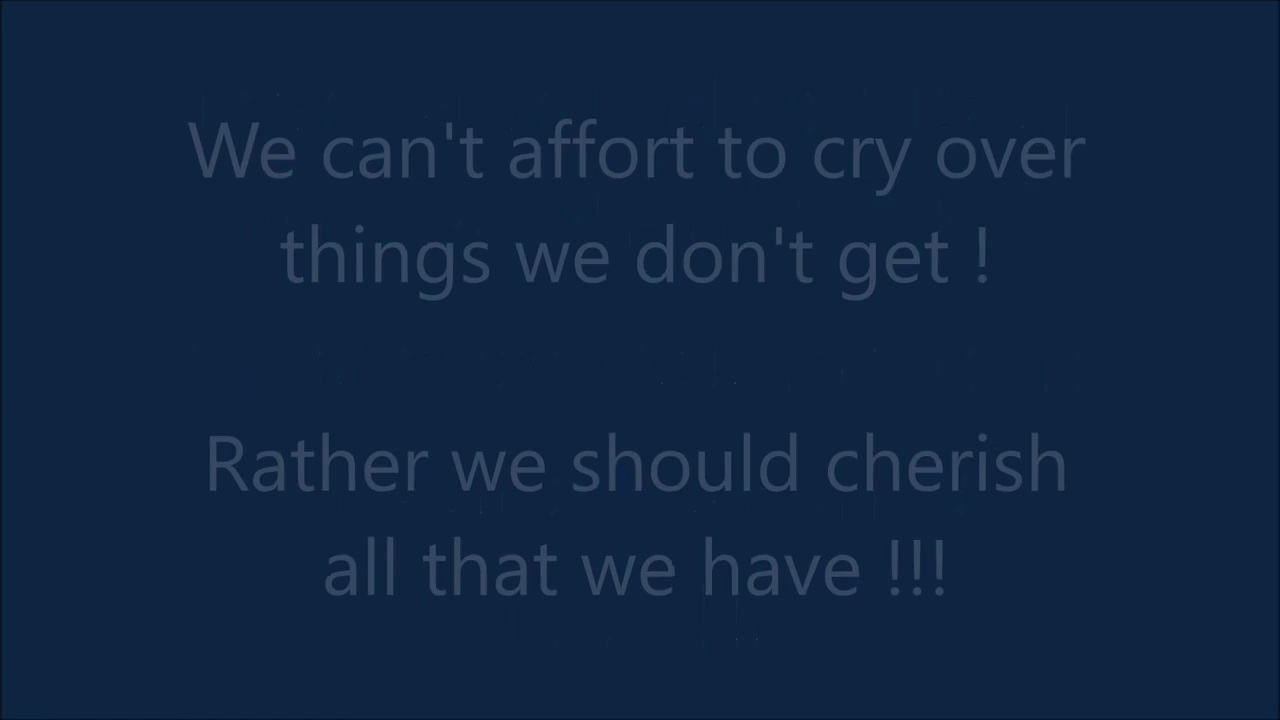 We can't affort to cry over
things we don't get !
Rather we should cherish
all that we have !!!